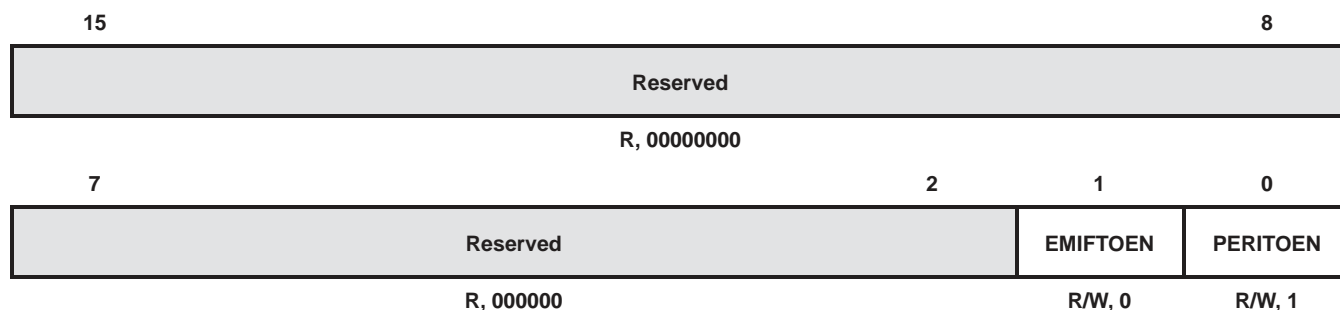 15 8
Reserved
R, 00000000
7 2 1 0
Reserved EMIFTOEN PERITOEN
R, 000000 R/W, 0 R/W, 1